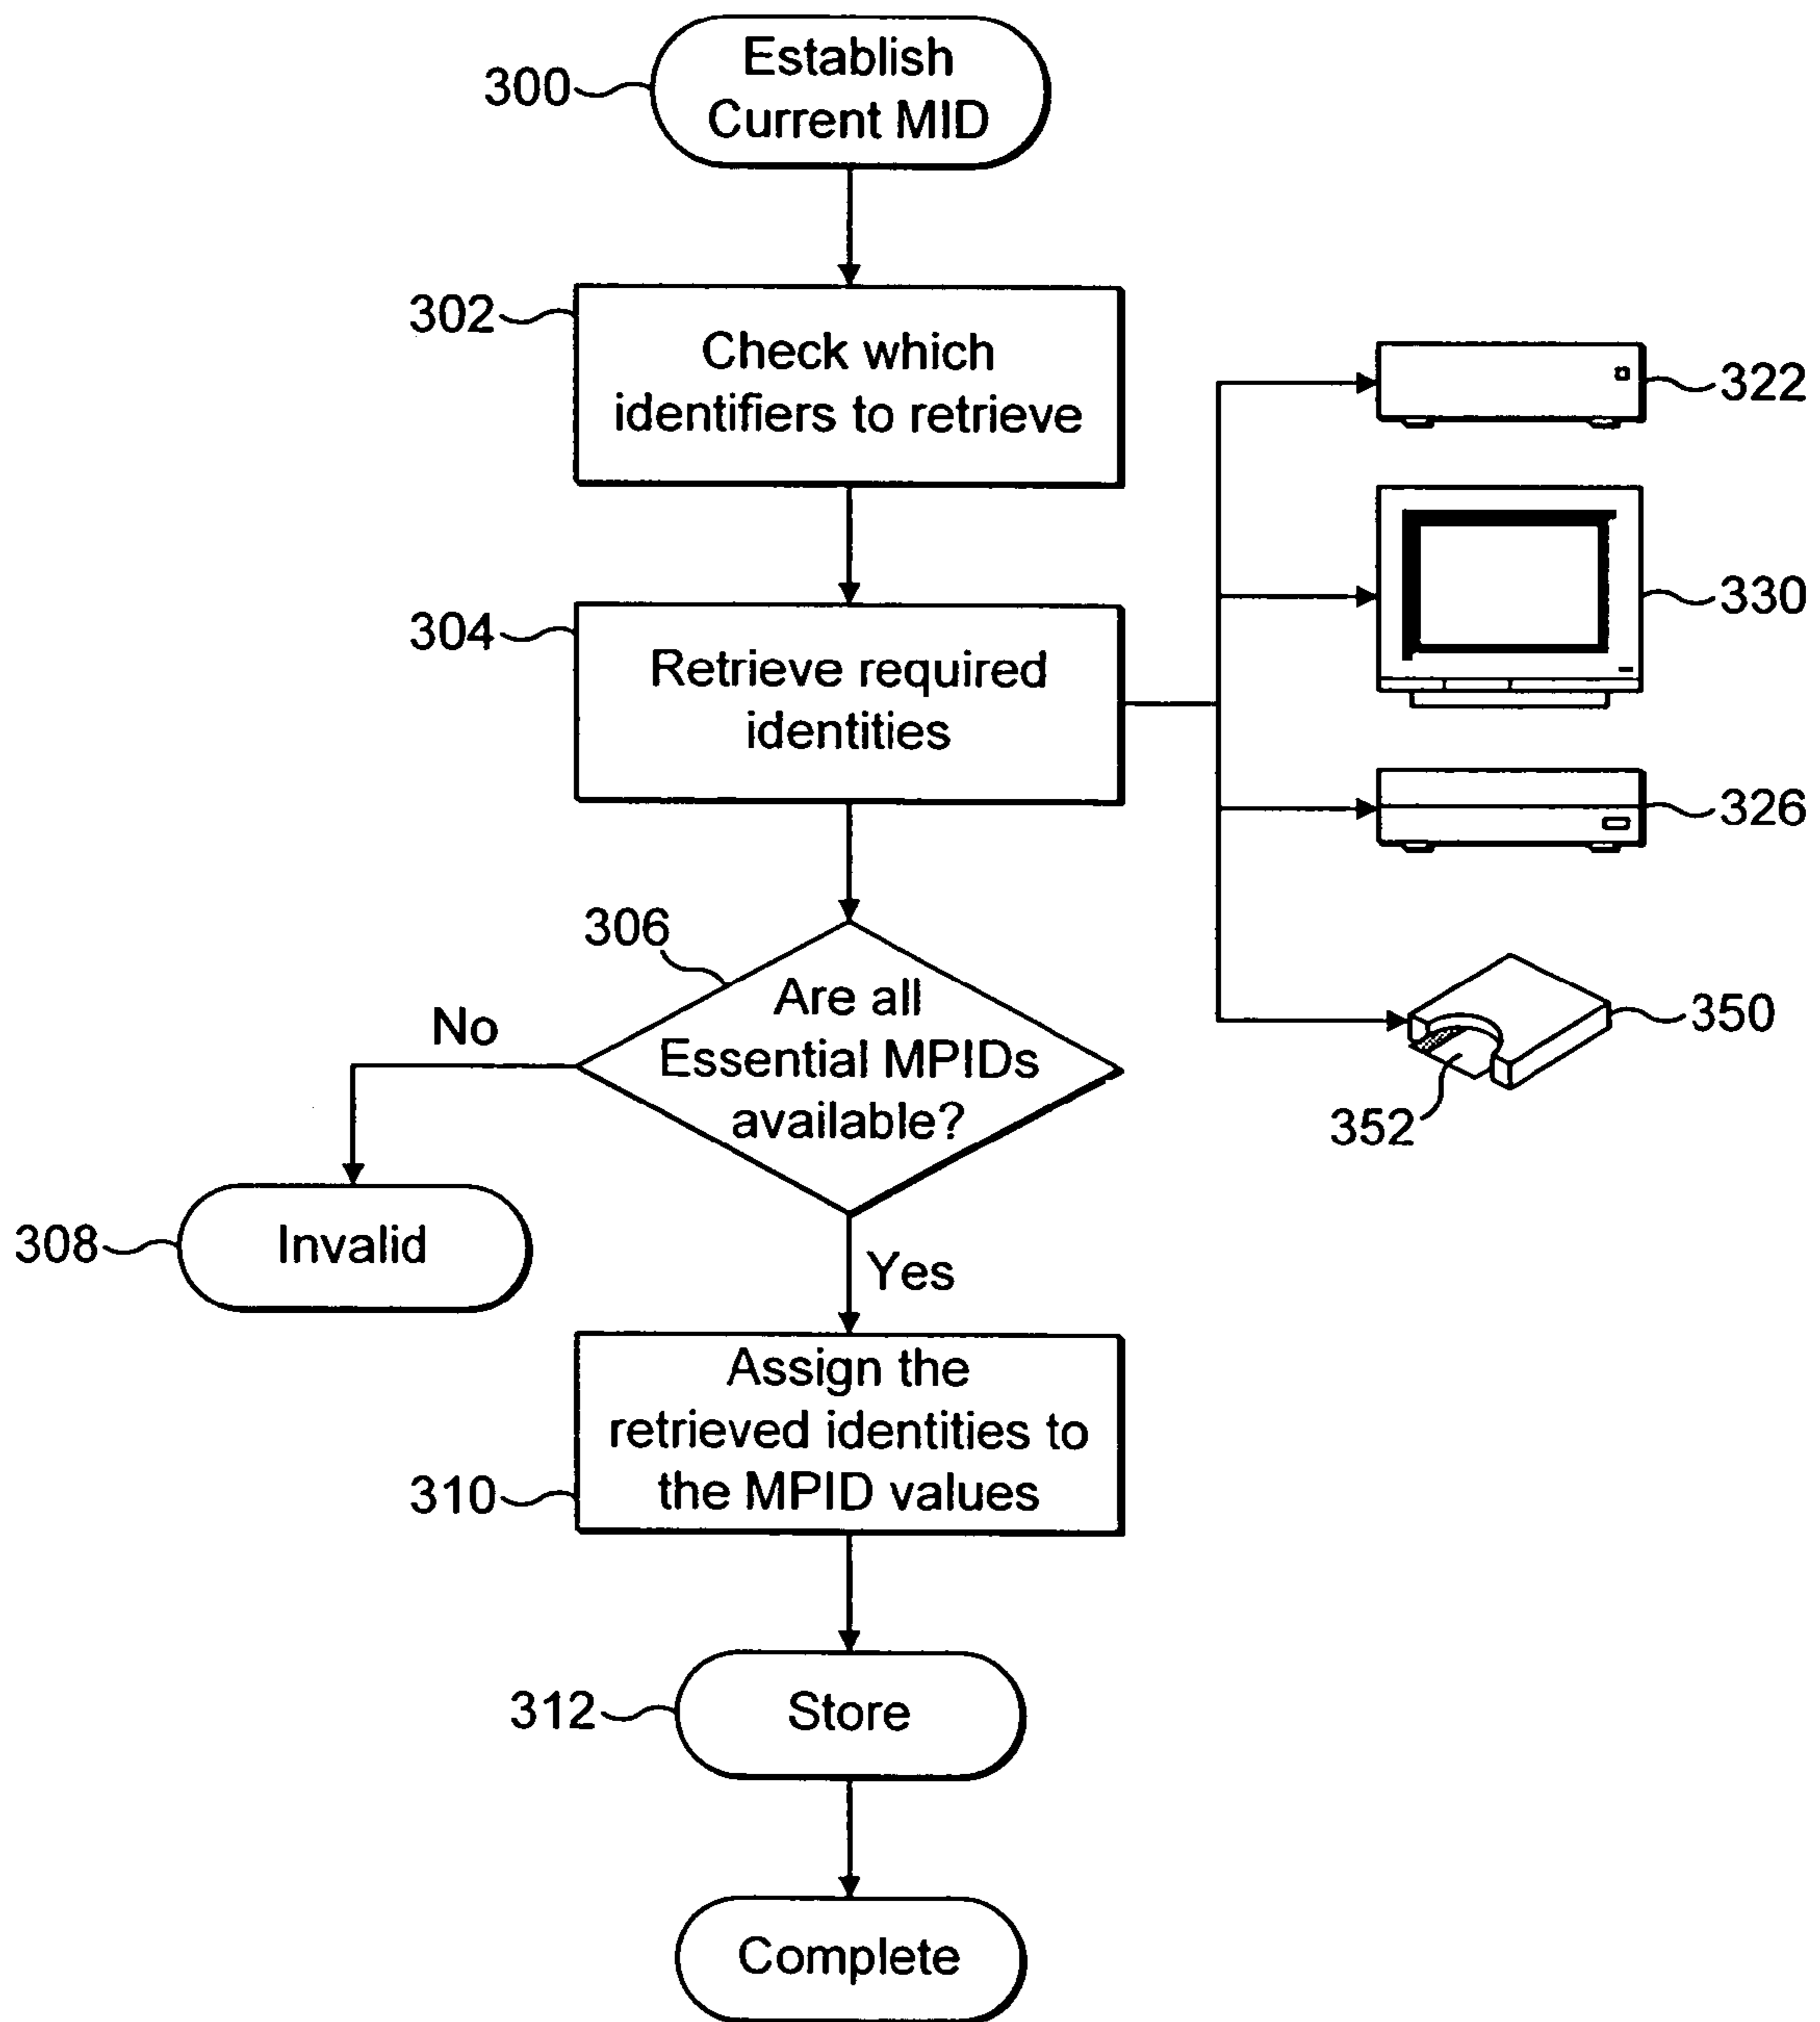 300
Establish
Current MID
302
Check which
identifiers to retrieve
322
304
Retrieve required
identities
330
326
306
Are all
Essential MPIDs
available?
No
350
352
308
Invalid
Yes
310
Assign the
retrieved identities to
the MPID values
312
Store
Complete